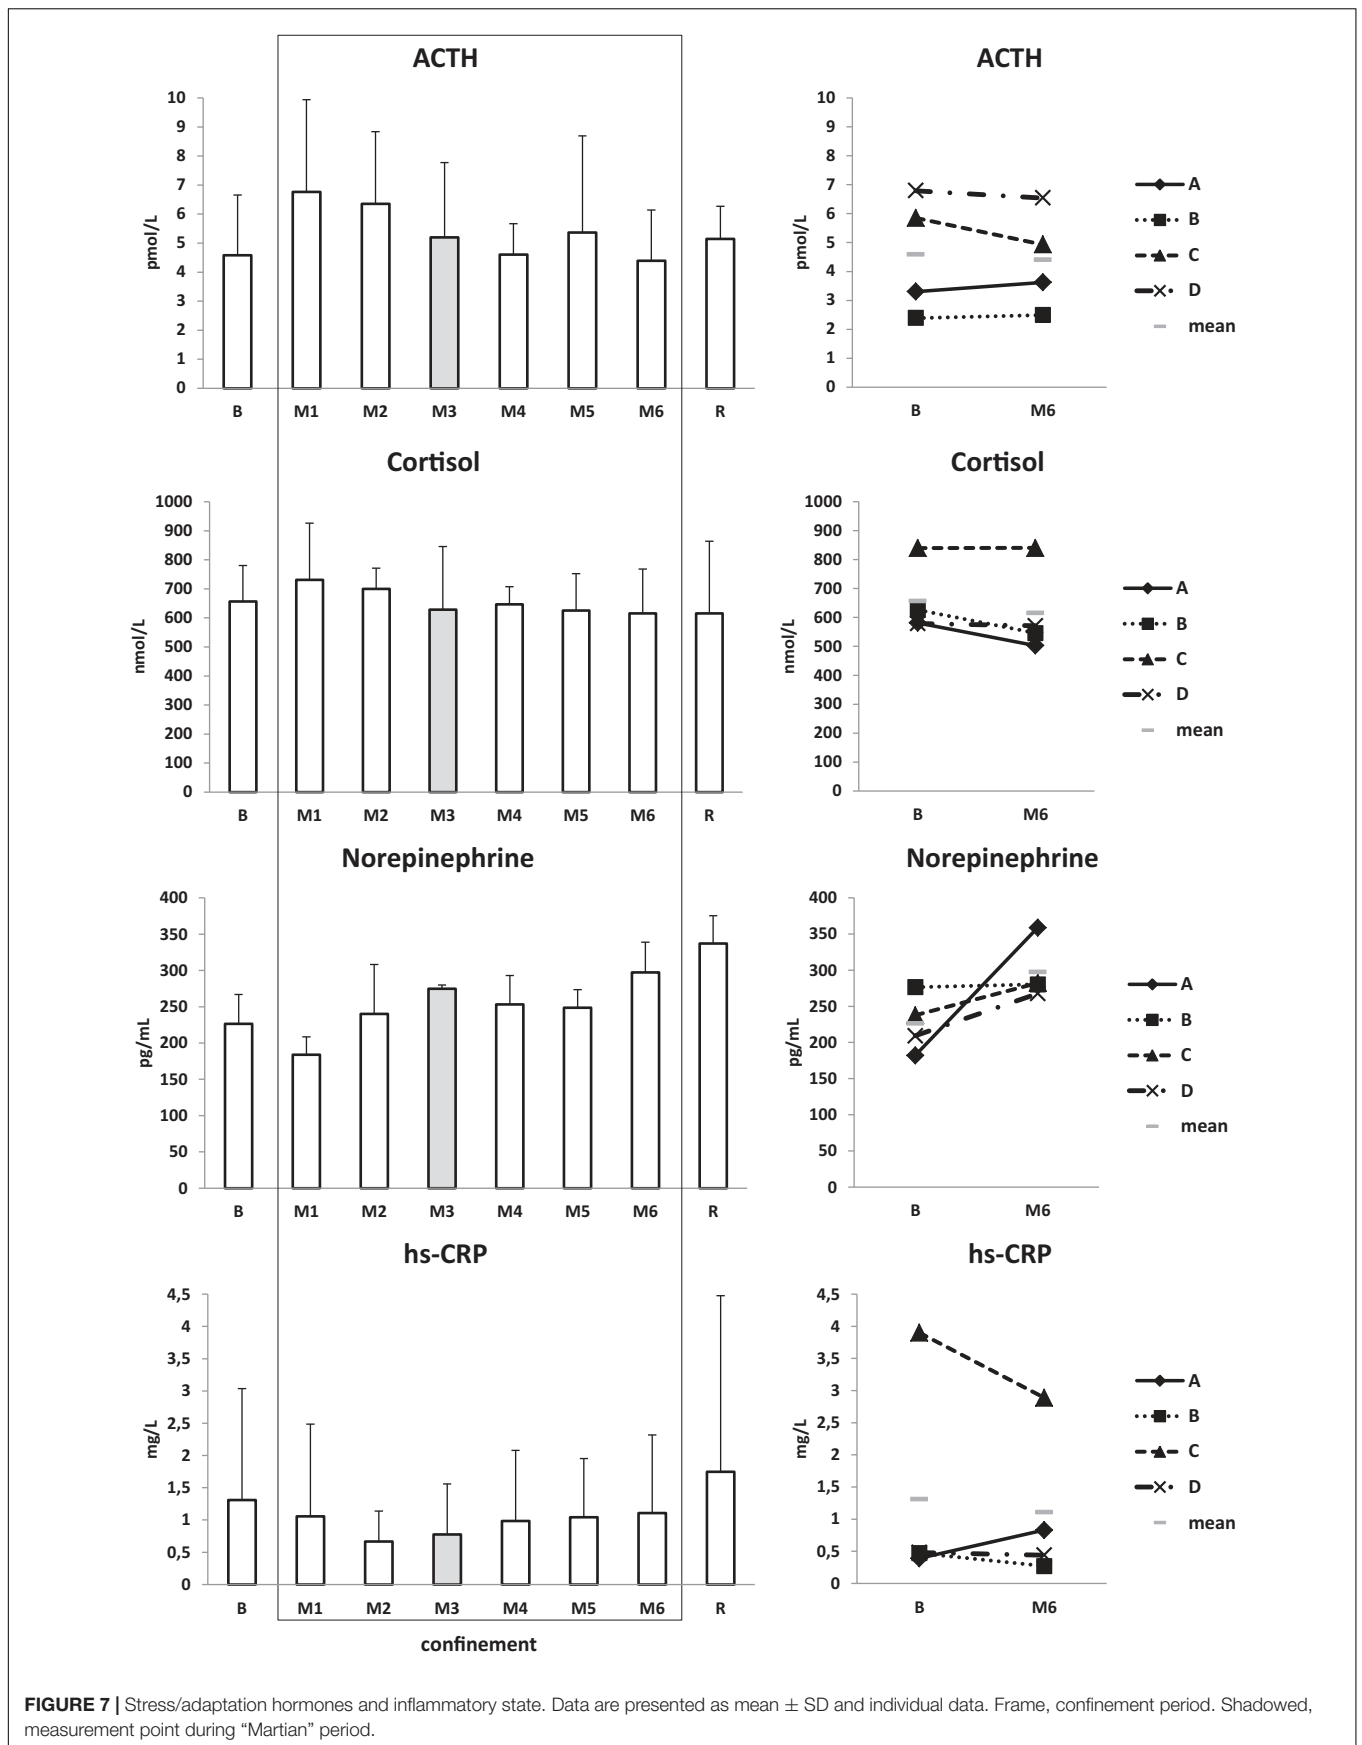 ACTH
10
9
8
7
6
5
4
3
2
1
0
pmol/L
B M1 M2 M3 M4 M5 M6 R
ACTH
10
9
8
7
6
5
4
3
2
1
0
pmol/L
B M6
A
B
C
D
mean
Cortisol
1000
900
800
700
600
500
400
300
200
100
0
nmol/L
B M1 M2 M3 M4 M5 M6 R
Cortisol
1000
900
800
700
600
500
400
300
200
100
0
nmol/L
B M6
A
B
C
D
mean
Norepinephrine
400
350
300
250
200
150
100
50
0
pg/mL
B M1 M2 M3 M4 M5 M6 R
Norepinephrine
400
350
300
250
200
150
100
50
0
pg/mL
B M6
A
B
C
D
mean
hs-CRP
4,5
4
3,5
3
2,5
2
1,5
1
0,5
0
mg/L
B M1 M2 M3 M4 M5 M6 R
confinement
hs-CRP
4,5
4
3,5
3
2,5
2
1,5
1
0,5
0
mg/L
B M6
A
B
C
D
mean
FIGURE 7 | Stress/adaptation hormones and inflammatory state. Data are presented as mean ± SD and individual data. Frame, confinement period. Shadowed,
measurement point during “Martian” period.